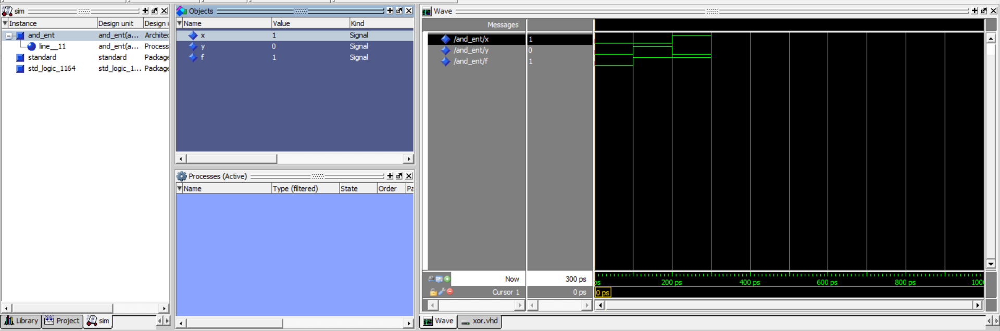 sim
Instance Design unit Design
and_ent and_ent(a... Architec
line__11 and_ent(a... Process
standard standard Package
std_logic_1164 std_logic_1... Package
Library Project sim
Objects
Name Value Kind
x 1 Signal
y 0 Signal
f 1 Signal
Processes (Active)
Name Type (filtered) State Order Pa
Wave
Messages
/and_ent/x 1
/and_ent/y 0
/and_ent/f 1
Now 300 ps
ps 200 ps 400 ps 600 ps 800 ps 100
Cursor 1 0 ps
0 ps
Wave xor.vhd